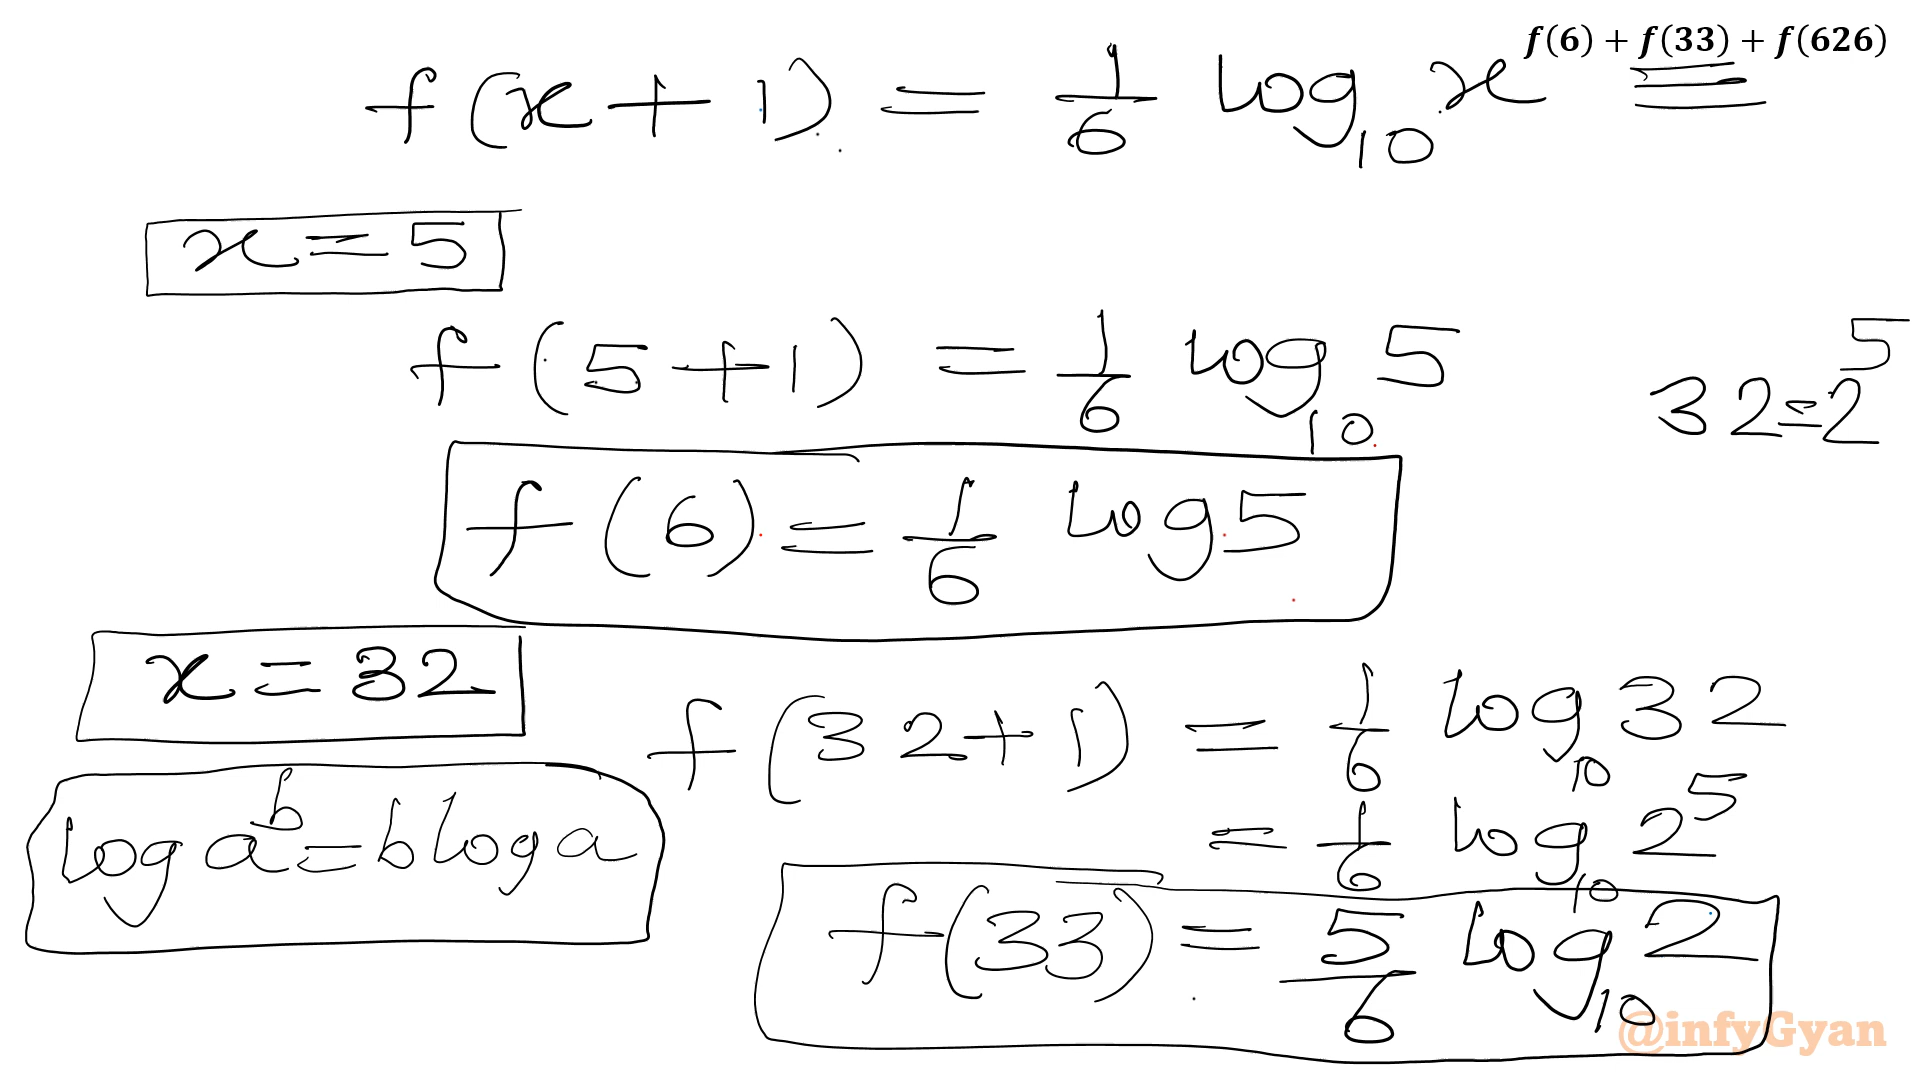 f(6) + f(33) + f(626)
f(x+1) = 1/6 log₁₀ x
x = 5
f(5+1) = 1/6 log₁₀ 5
32 = 2⁵
f(6) = 1/6 log 5
x = 32
f(32+1) = 1/6 log₁₀ 32
= 1/6 log₁₀ 2⁵
log aᵇ = b log a
f(33) = 5/6 log₁₀ 2
@infyGyan